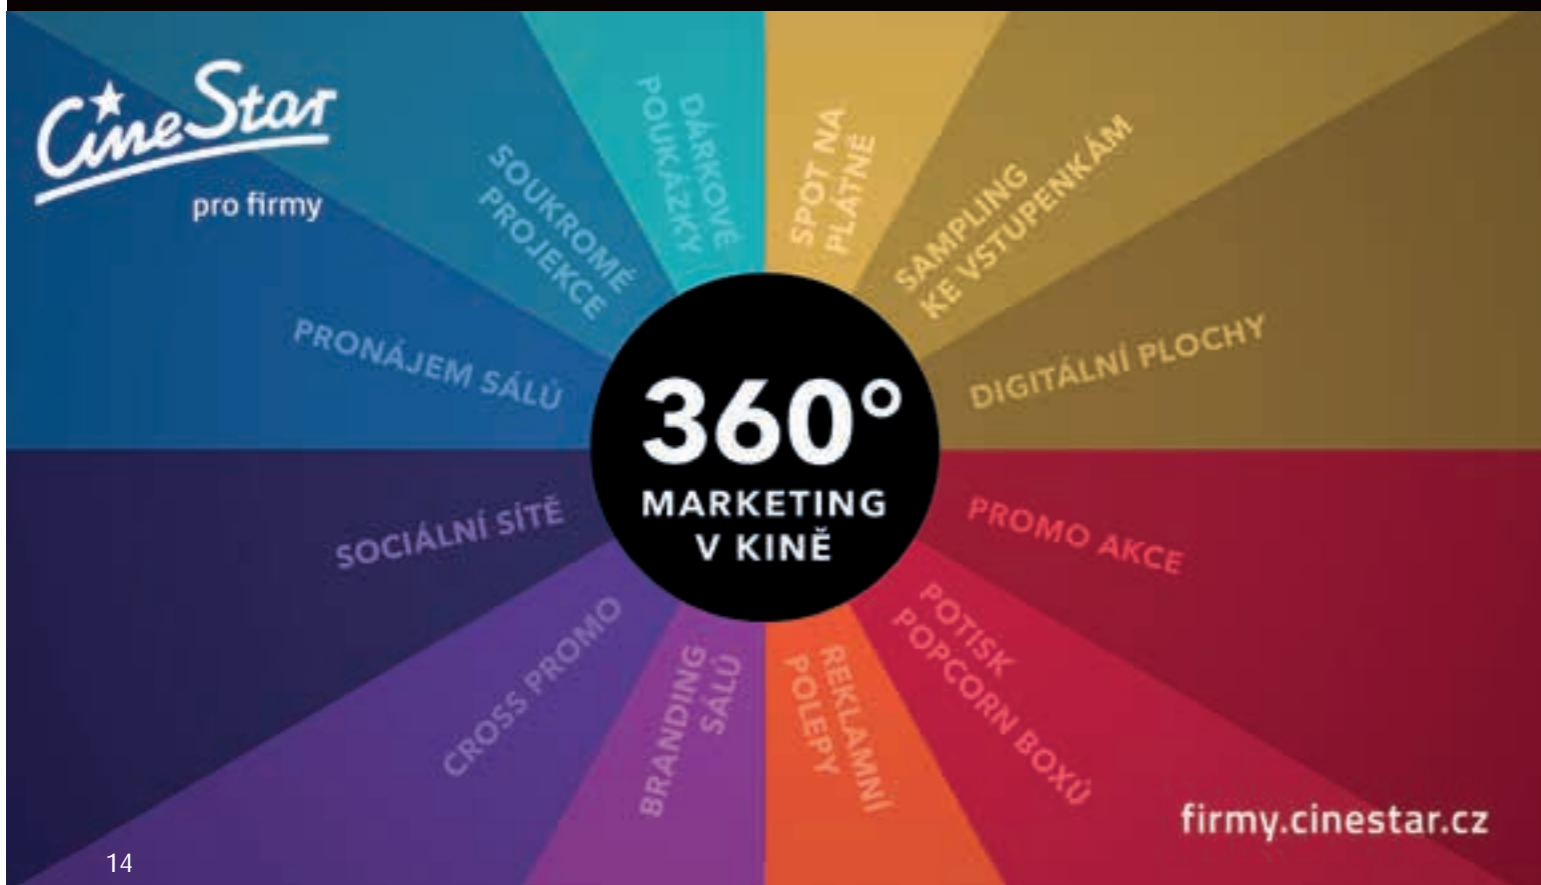 CineStar
pro firmy
DÁRKOVÉ
POUKÁZKY
SPOT NA
PLÁTNĚ
SOUKROMÉ
PROJEKCE
SAMPLING
KE VSTUPENKÁM
PRONÁJEM SÁLŮ
DIGITÁLNÍ PLOCHY
360°
MARKETING
V KINĚ
SOCIÁLNÍ SÍTĚ
PROMO AKCE
CROSS PROMO
POTISK
POPCORN BOXŮ
BRANDING
SÁLŮ
REKLAMNÍ
POLEPY
firmy.cinestar.cz
14